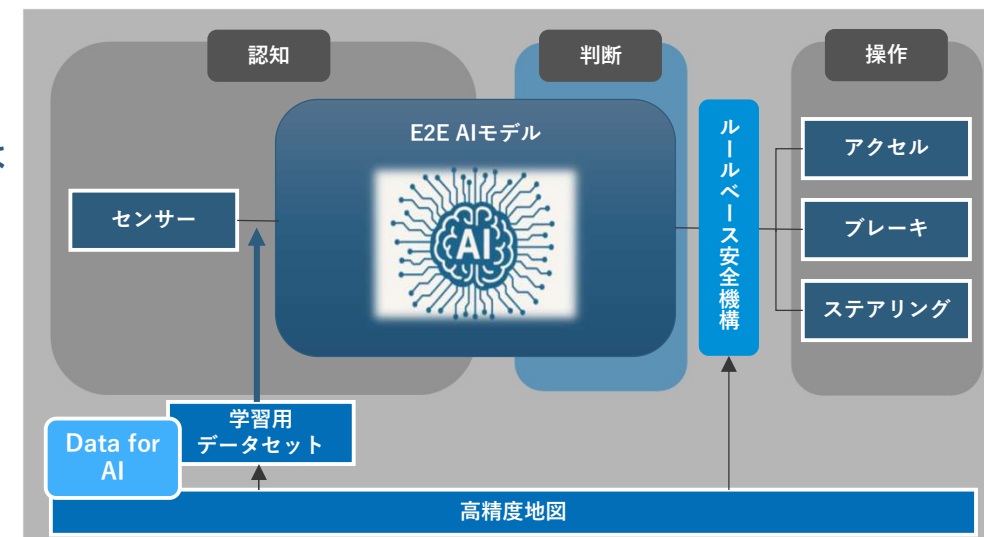 認知
判断
操作
E2E AIモデル
AI
センサー
ルールベース安全機構
アクセル
ブレーキ
ステアリング
学習用
データセット
Data for
AI
高精度地図